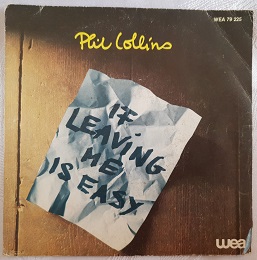 Phil Collins
WEA 79 225
IF
LEAVING
ME
IS EASY
wea